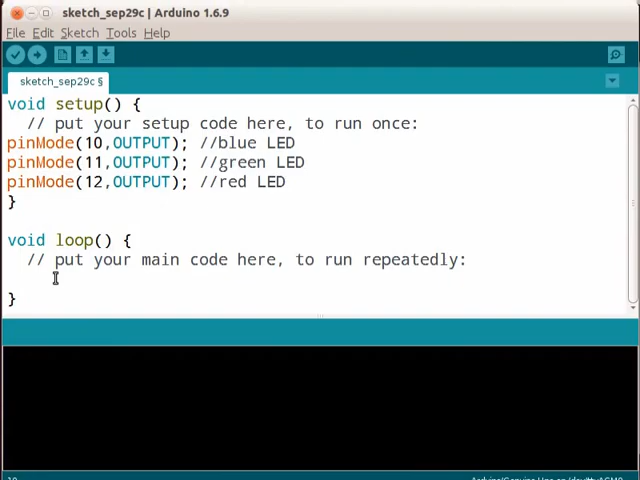 sketch_sep29c | Arduino 1.6.9
File Edit Sketch Tools Help
sketch_sep29c §
void setup() {
// put your setup code here, to run once:
pinMode(10,OUTPUT); //blue LED
pinMode(11,OUTPUT); //green LED
pinMode(12,OUTPUT); //red LED
}
void loop() {
// put your main code here, to run repeatedly:
}